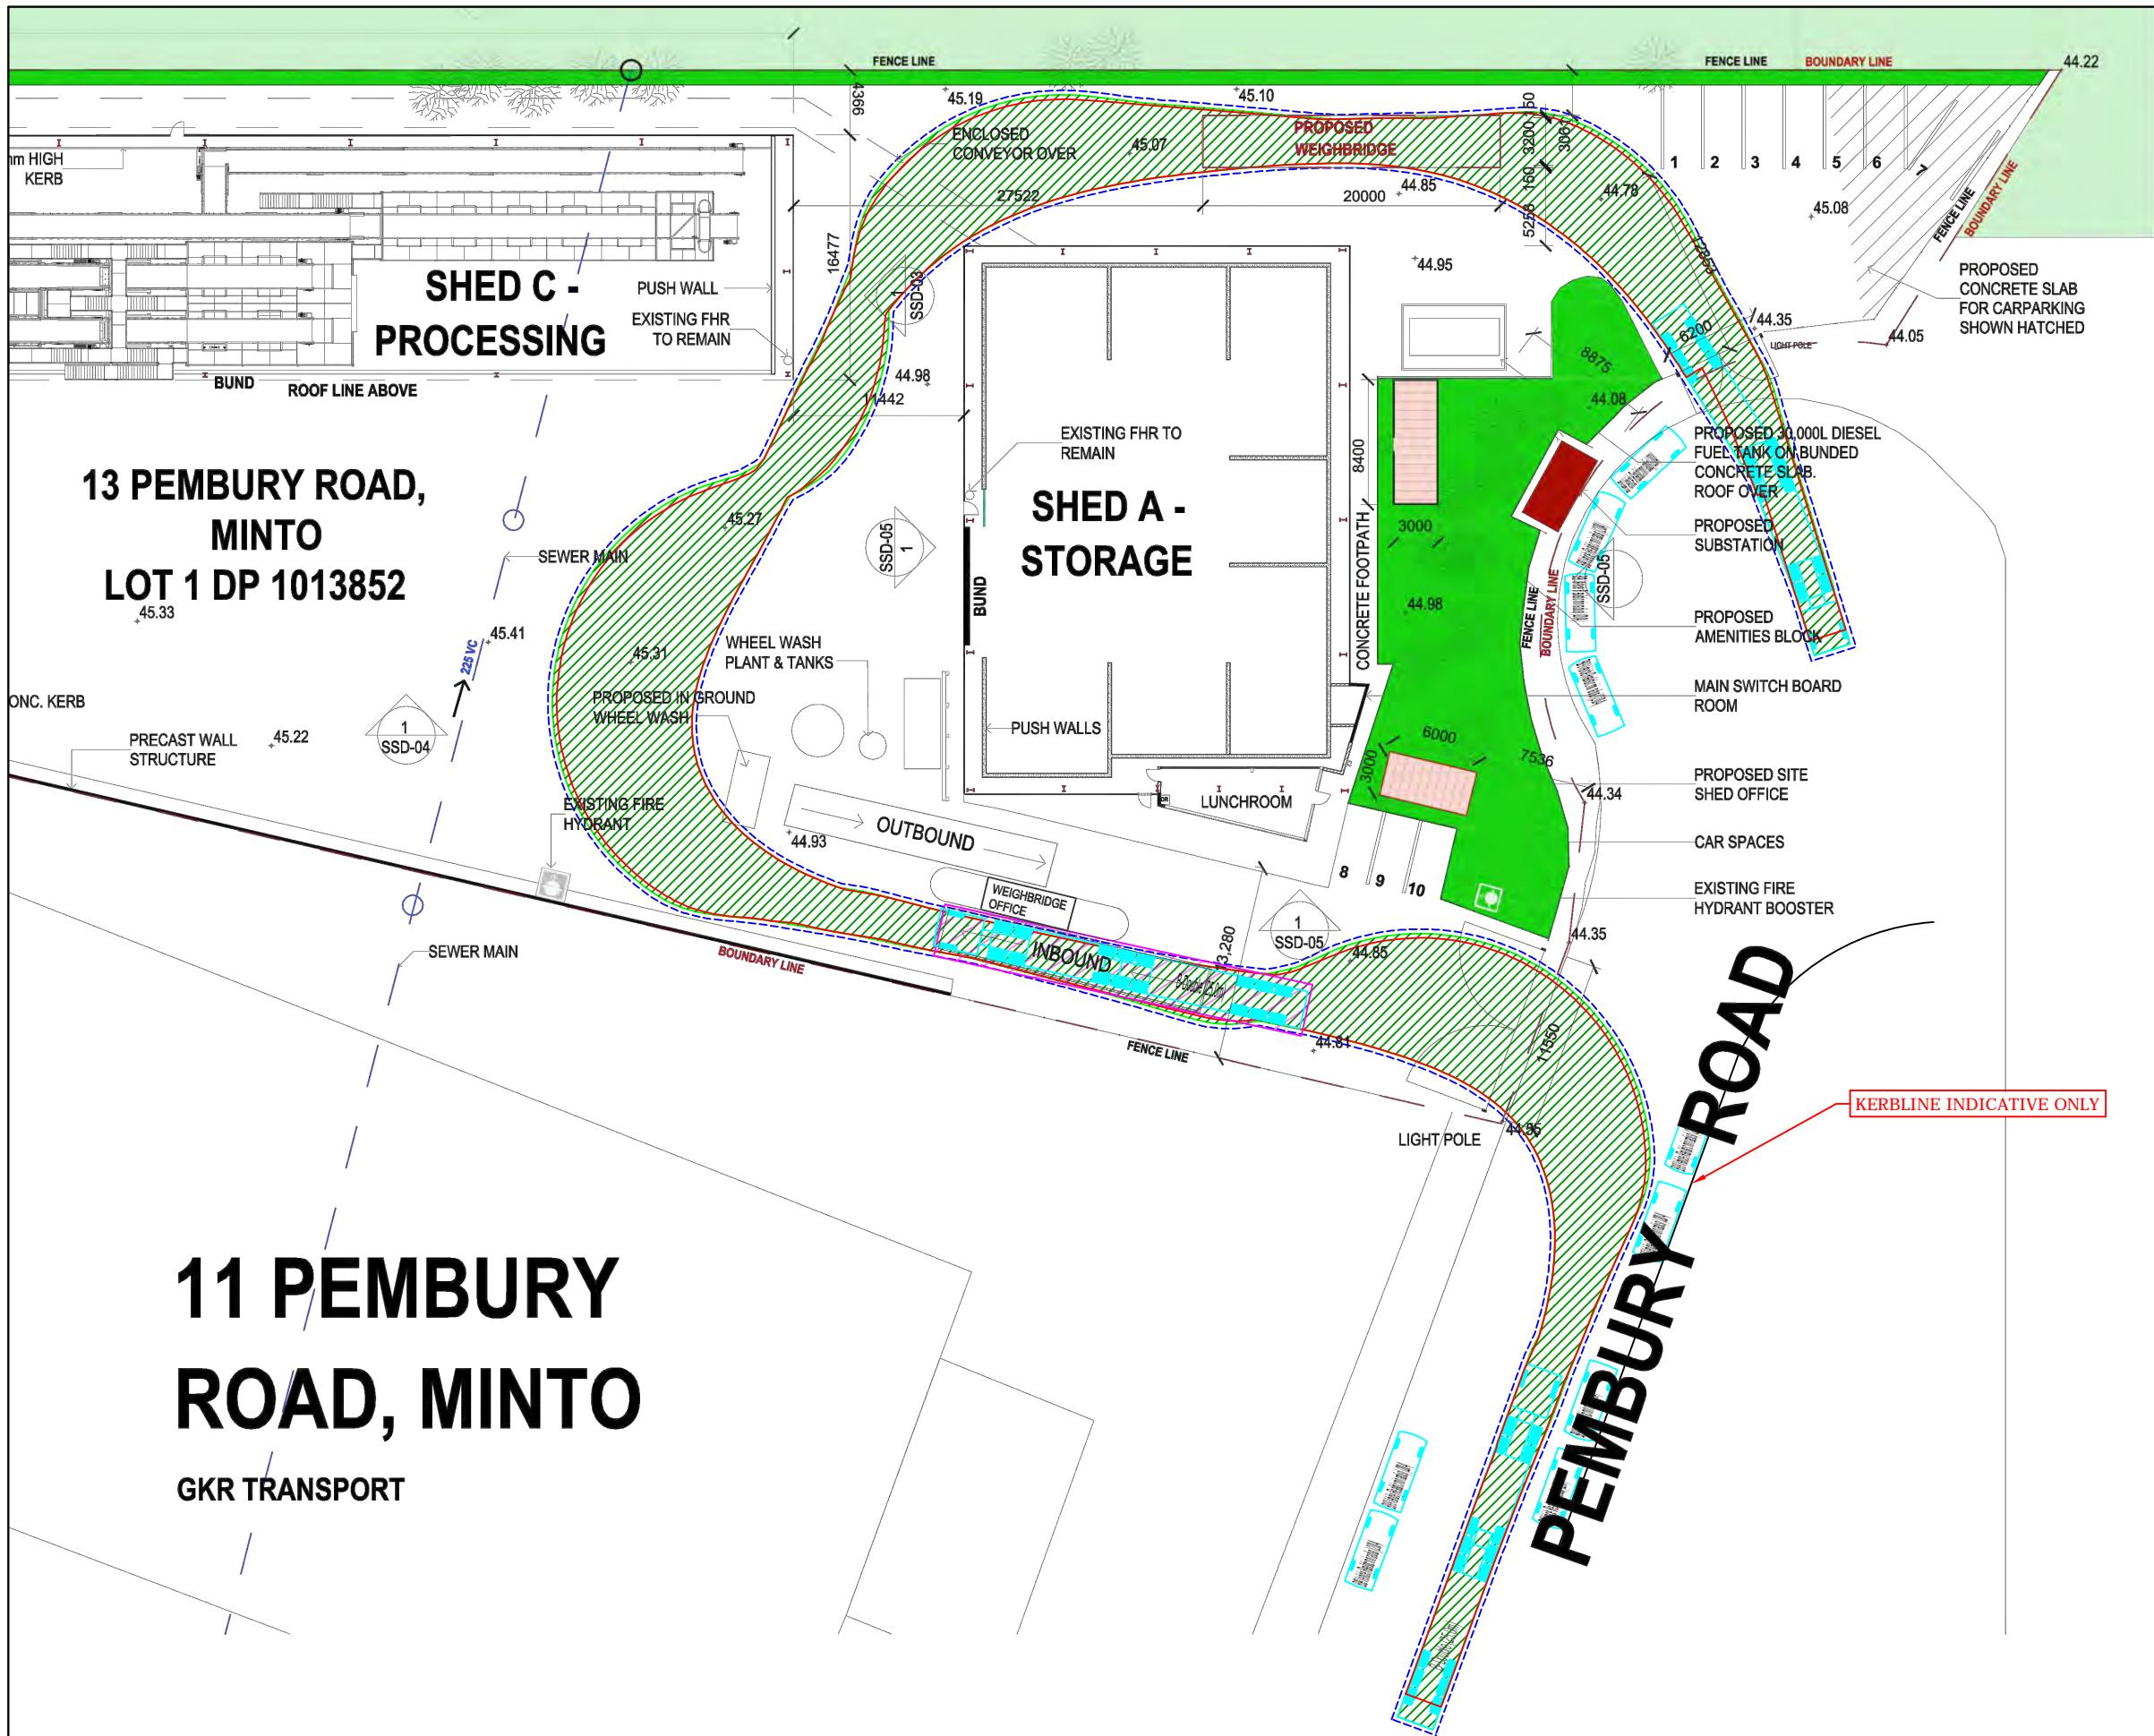 FENCE LINE
FENCE LINE
BOUNDARY LINE
44.22
4366
45.19
45.10
ENCLOSED
CONVEYOR OVER
45.07
PROPOSED
WEIGHBRIDGE
150
3200
150
3061
5258
1
2
3
4
5
6
7
HIGH
KERB
27522
20000
44.85
44.78
45.08
FENCE LINE
BOUNDARY LINE
16477
SHED C -
PROCESSING
PUSH WALL
EXISTING FHR
TO REMAIN
1
SSD-03
44.95
PROPOSED
CONCRETE SLAB
FOR CARPARKING
SHOWN HATCHED
44.35
6200
LIGHT POLE
44.05
BUND
ROOF LINE ABOVE
44.98
11442
8875
44.08
EXISTING FHR TO
REMAIN
8400
PROPOSED 30,000L DIESEL
FUEL TANK ON BUNDED
CONCRETE SLAB.
ROOF OVER
13 PEMBURY ROAD,
MINTO
LOT 1 DP 1013852
45.33
45.27
SEWER MAIN
SSD-05
1
SHED A -
STORAGE
3000
PROPOSED
SUBSTATION
SSD-05
BUND
CONCRETE FOOTPATH
44.98
FENCE LINE
BOUNDARY LINE
PROPOSED
AMENITIES BLOCK
45.41
225 VC
45.31
WHEEL WASH
PLANT & TANKS
PROPOSED IN GROUND
WHEEL WASH
MAIN SWITCH BOARD
ROOM
ONC. KERB
PRECAST WALL
STRUCTURE
45.22
1
SSD-04
PUSH WALLS
6000
3000
7536
PROPOSED SITE
SHED OFFICE
44.34
EXISTING FIRE
HYDRANT
LUNCHROOM
OUTBOUND
44.93
CAR SPACES
8
9
10
WEIGHBRIDGE
OFFICE
EXISTING FIRE
HYDRANT BOOSTER
1
SSD-05
13,280
44.35
44.85
SEWER MAIN
BOUNDARY LINE
INBOUND
B-Double (25.0m)
11550
FENCE LINE
44.81
KERBLINE INDICATIVE ONLY
LIGHT POLE
44.56
PEMBURY ROAD
11 PEMBURY
ROAD, MINTO
GKR TRANSPORT